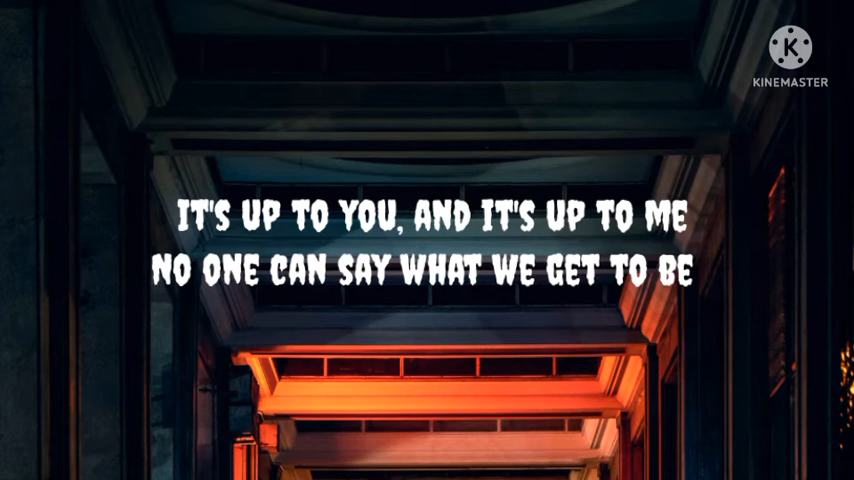 KINEMASTER
IT'S UP TO YOU, AND IT'S UP TO ME
NO ONE CAN SAY WHAT WE GET TO BE